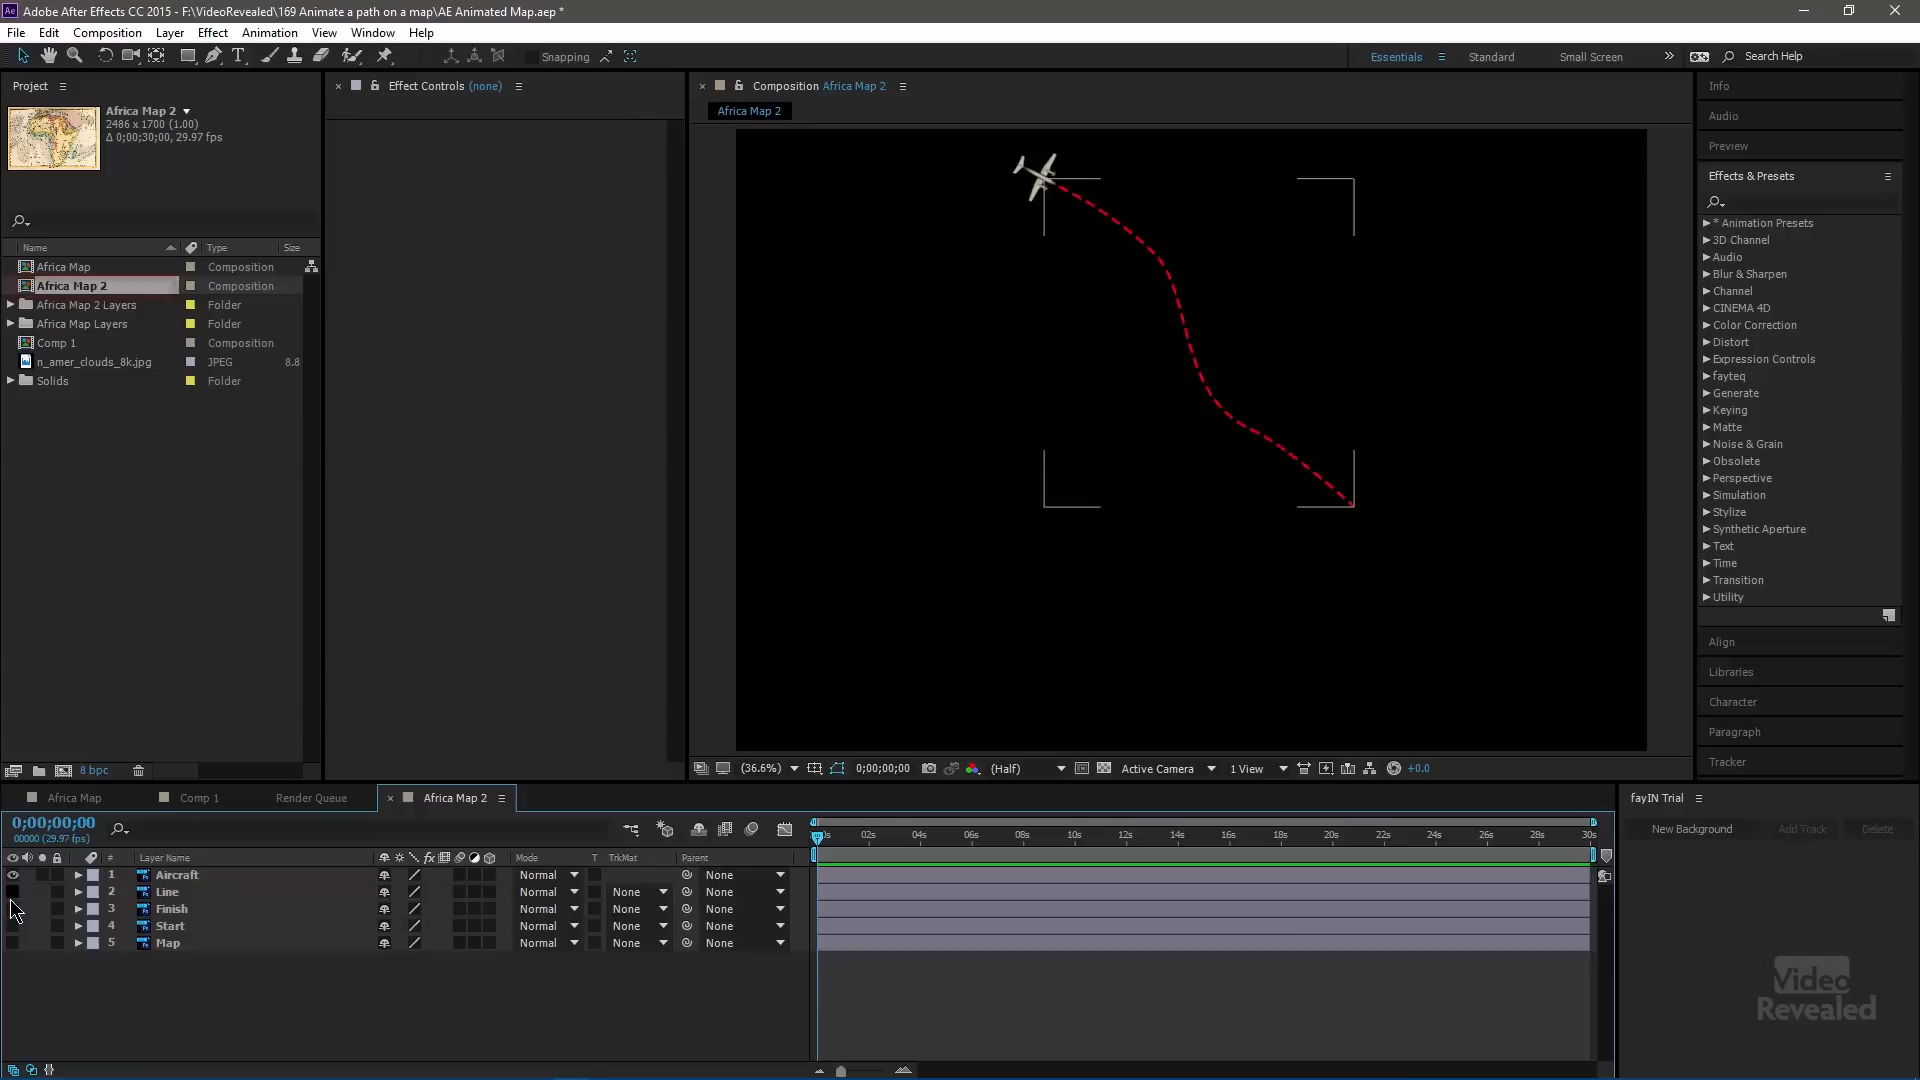 Adobe After Effects CC 2015 - F:\VideoRevealed\169 Animate a path on a map\AE Animated Map.aep *
File Edit Composition Layer Effect Animation View Window Help
Snapping Essentials Standard Small Screen Search Help
Project
Africa Map 2
2486 x 1700 (1.00)
Δ 0;00;30;00, 29.97 fps
Name Type Size
Africa Map Composition
Africa Map 2 Composition
Africa Map 2 Layers Folder
Africa Map Layers Folder
Comp 1 Composition
n_amer_clouds_8k.jpg JPEG 8.8
Solids Folder
8 bpc
Effect Controls (none)
Composition Africa Map 2
Africa Map 2
(36.6%) 0;00;00;00 (Half) Active Camera 1 View +0.0
Info
Audio
Preview
Effects & Presets
* Animation Presets
3D Channel
Audio
Blur & Sharpen
Channel
CINEMA 4D
Color Correction
Distort
Expression Controls
fayteq
Generate
Keying
Matte
Noise & Grain
Obsolete
Perspective
Simulation
Stylize
Synthetic Aperture
Text
Time
Transition
Utility
Align
Libraries
Character
Paragraph
Tracker
Africa Map Comp 1 Render Queue Africa Map 2
0;00;00;00
00000 (29.97 fps)
02s 04s 06s 08s 10s 12s 14s 16s 18s 20s 22s 24s 26s 28s 30s
# Layer Name fx Mode T TrkMat Parent
1 Aircraft Normal None
2 Line Normal None None
3 Finish Normal None None
4 Start Normal None None
5 Map Normal None None
fayIN Trial
New Background Add Track Delete
Video
Revealed